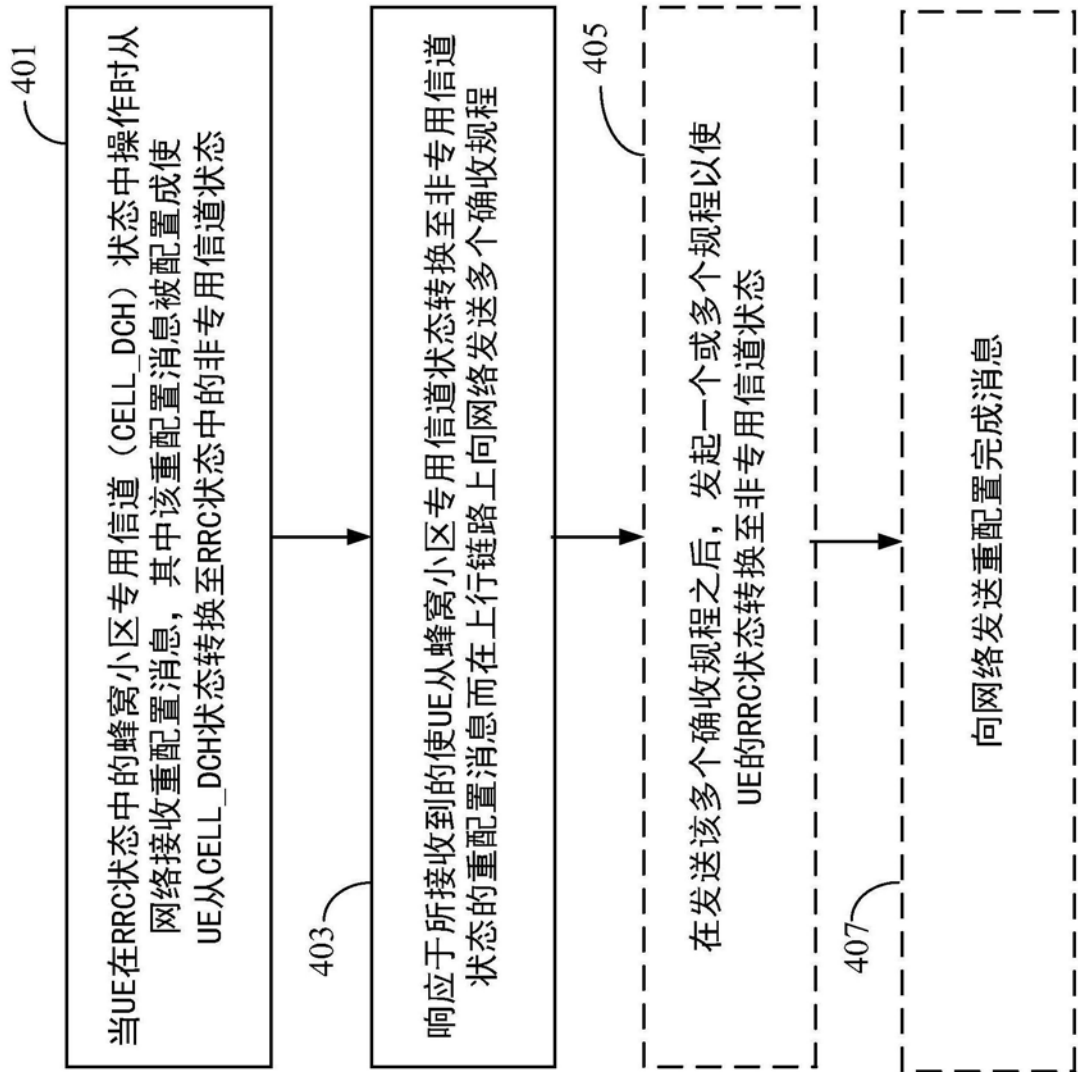 401
当UE在RRC状态中的蜂窝小区专用信道（CELL_DCH）状态中操作时从
网络接收重配置消息，其中该重配置消息被配置成使
UE从CELL_DCH状态转换至RRC状态中的非专用信道状态
403
响应于所接收到的使UE从蜂窝小区专用信道状态转换至非专用信道
状态的重配置消息而在上行链路上向网络发送多个确收规程
405
在发送该多个确收规程之后，发起一个或多个规程以使
UE的RRC状态转换至非专用信道状态
407
向网络发送重配置完成消息